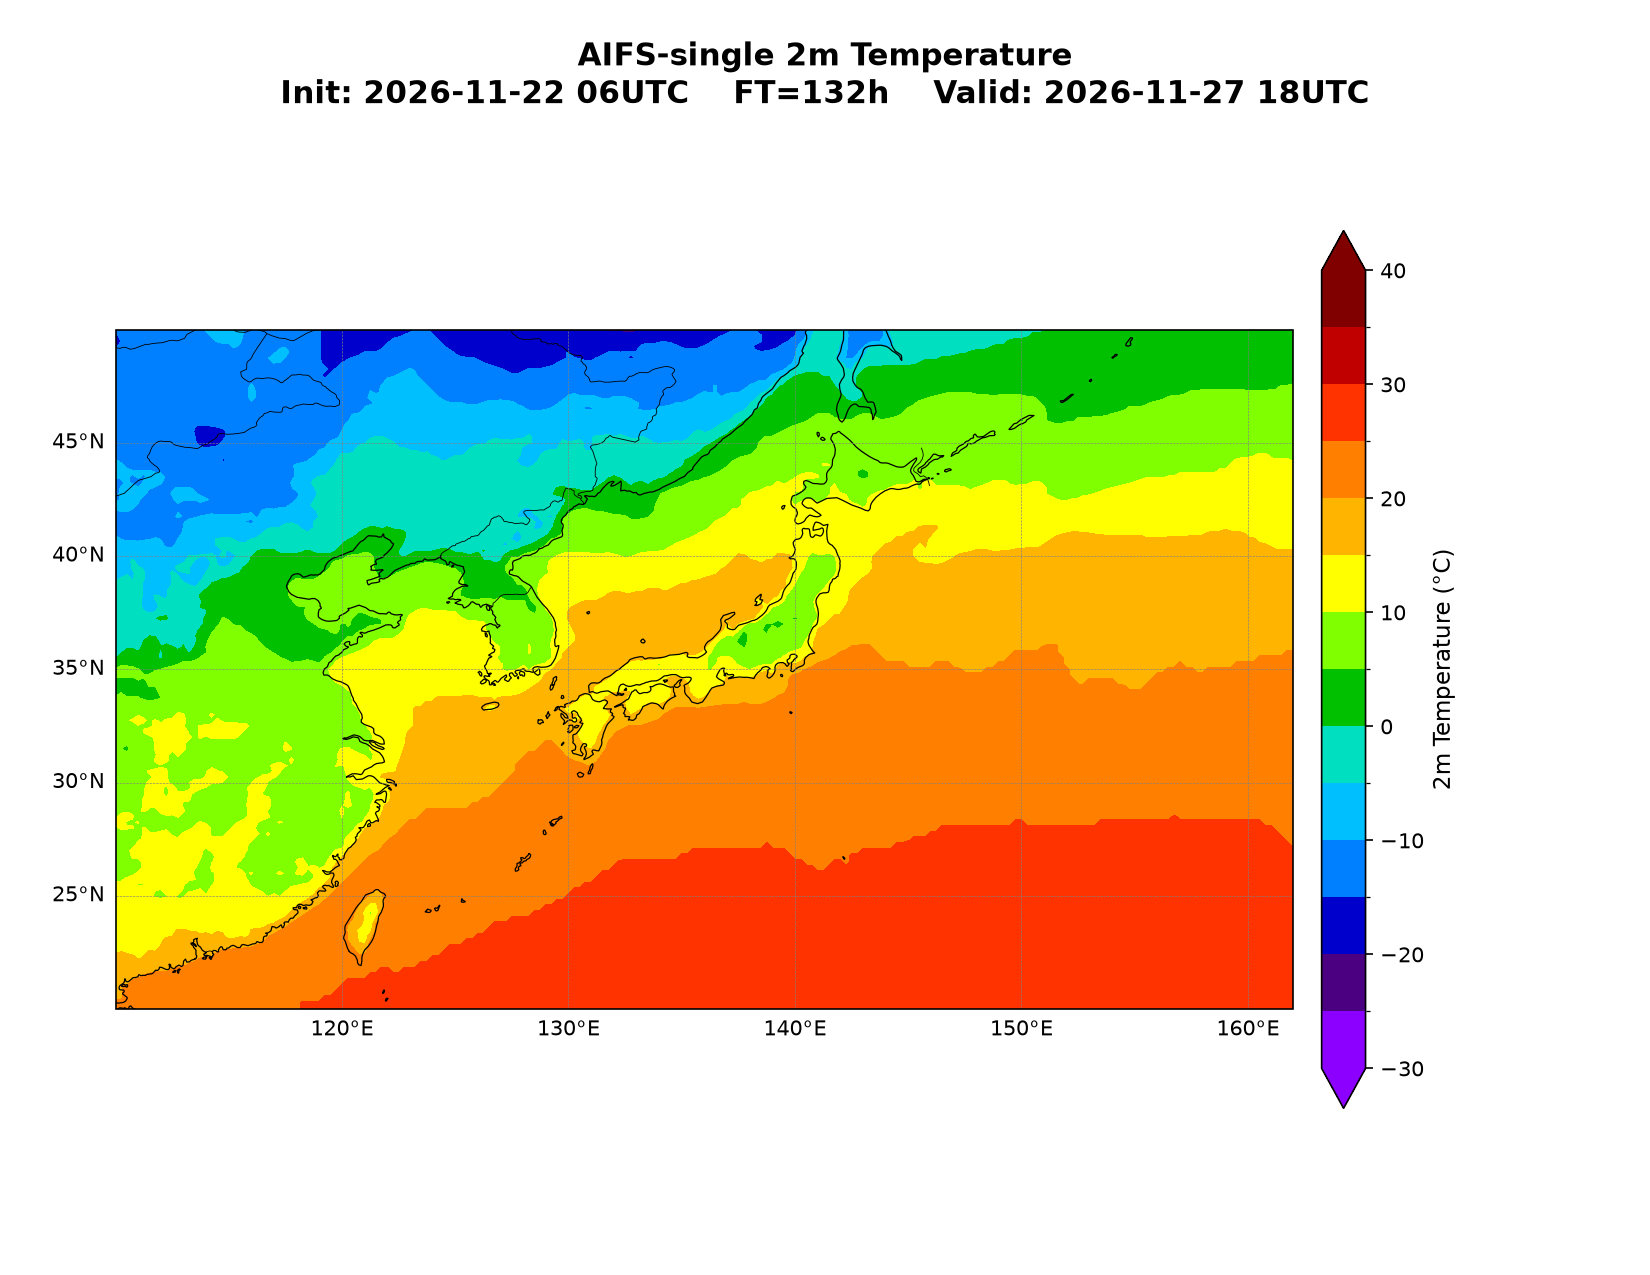 AIFS-single 2m Temperature
Init: 2026-11-22 06UTC    FT=132h    Valid: 2026-11-27 18UTC
45°N
40°N
35°N
30°N
25°N
120°E
130°E
140°E
150°E
160°E
40
30
20
10
0
−10
−20
−30
2m Temperature (°C)